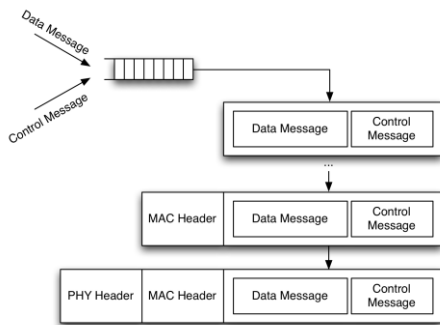 Data Message
Control Message
Data Message
Control
Message
...
MAC Header
Data Message
Control
Message
PHY Header
MAC Header
Data Message
Control
Message